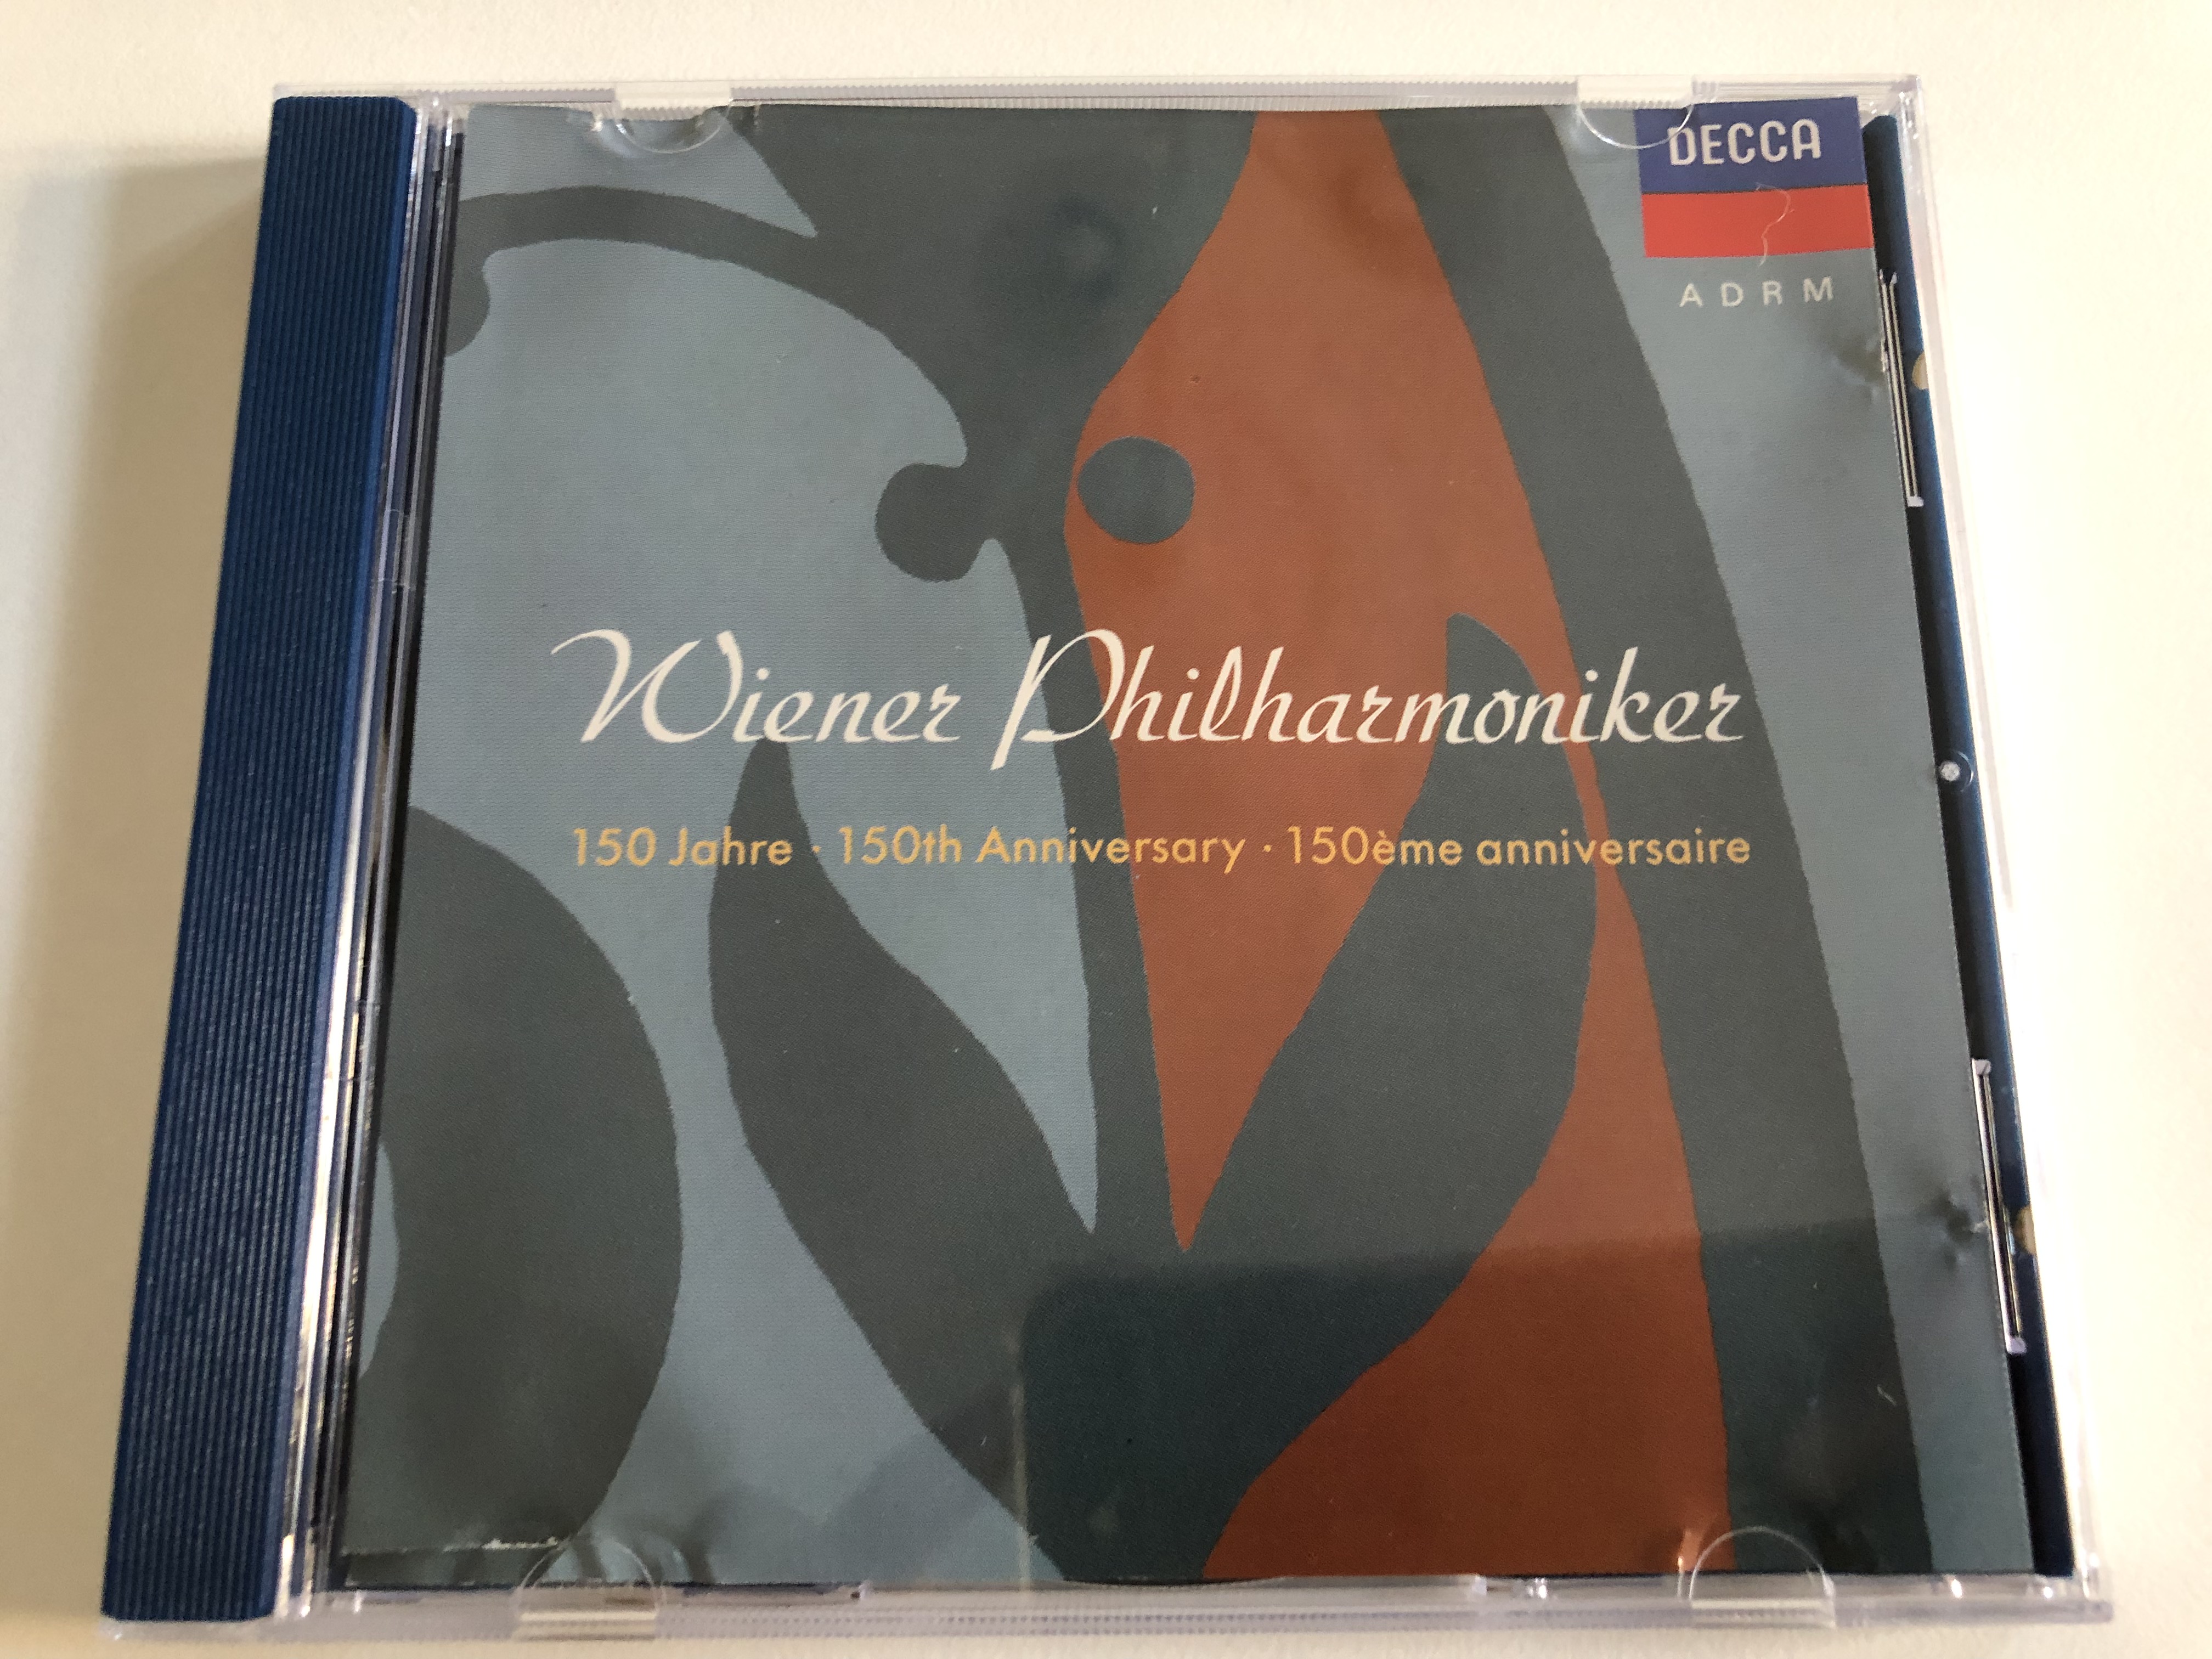 DECCA
ADRM
Wiener Philharmoniker
150 Jahre · 150th Anniversary · 150ème anniversaire